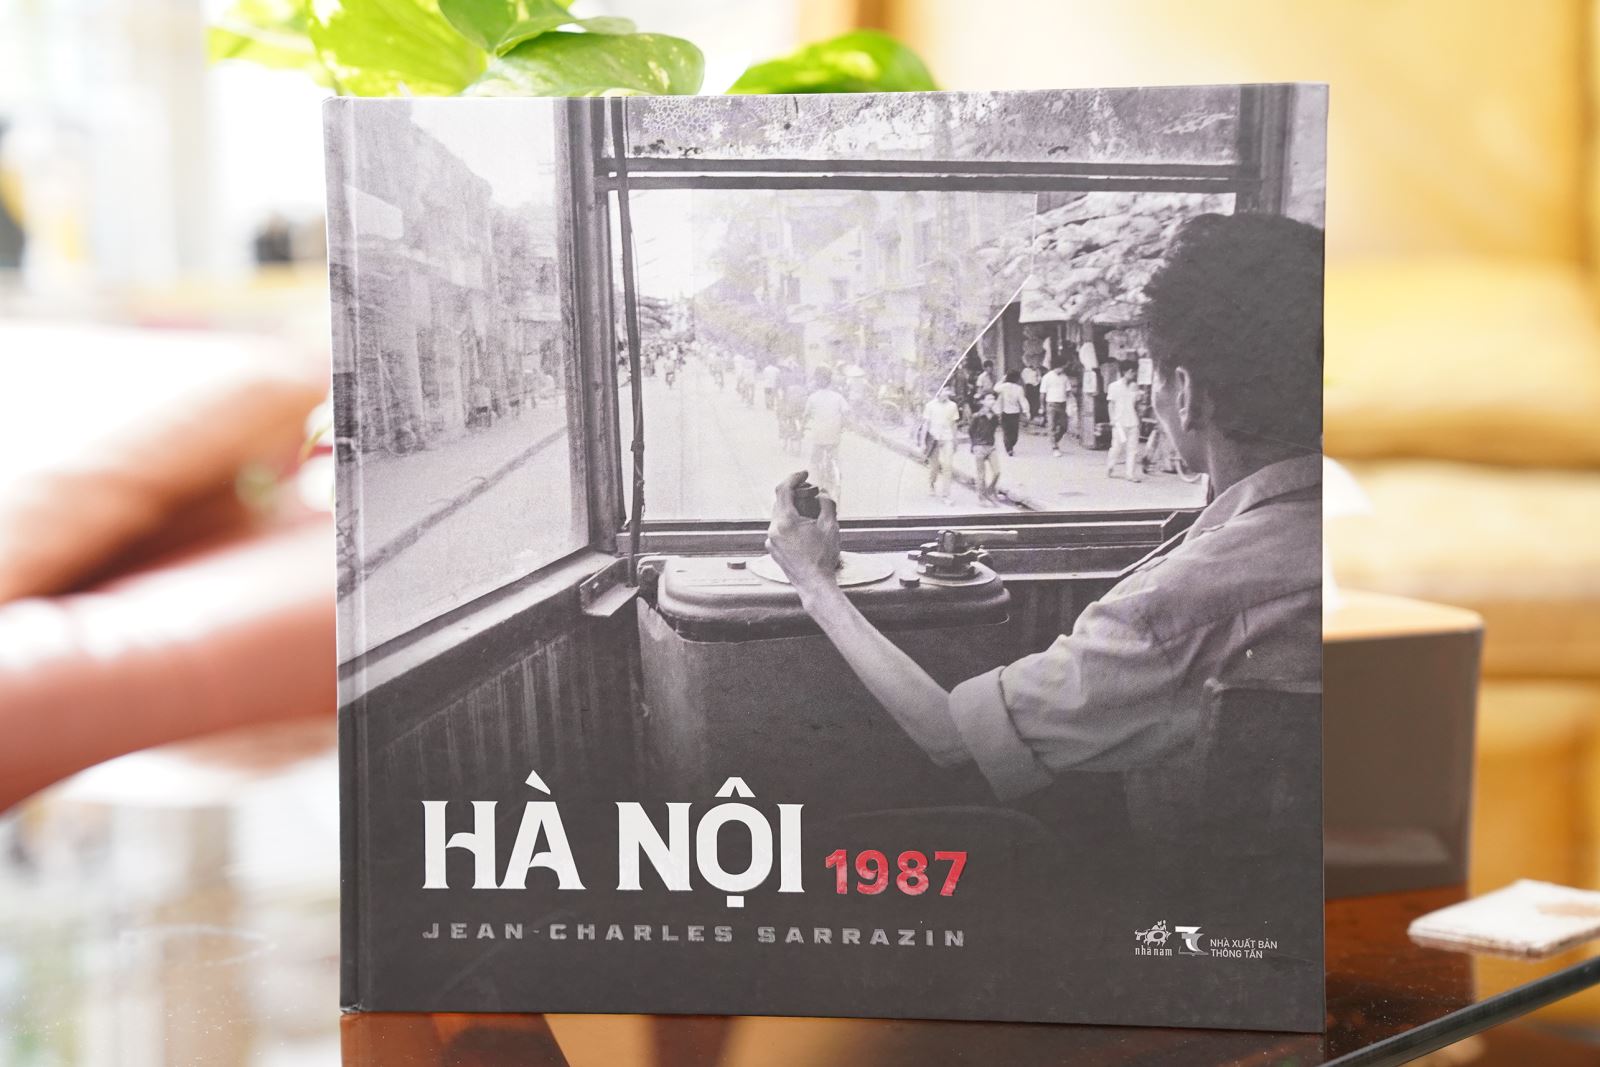 HÀ NỘI 1987
JEAN-CHARLES SARRAZIN
nhã nam
NHÀ XUẤT BẢN
THÔNG TẤN